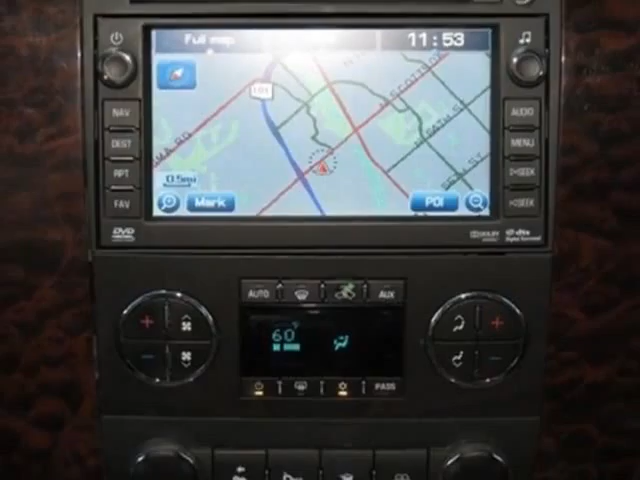 Full map 11:53
NAV
DEST
RPT
FAV
AUDIO
MENU
SEEK
SEEK
101
0.5mi
Mark POI
DVD
AUTO AUX
60°
PASS